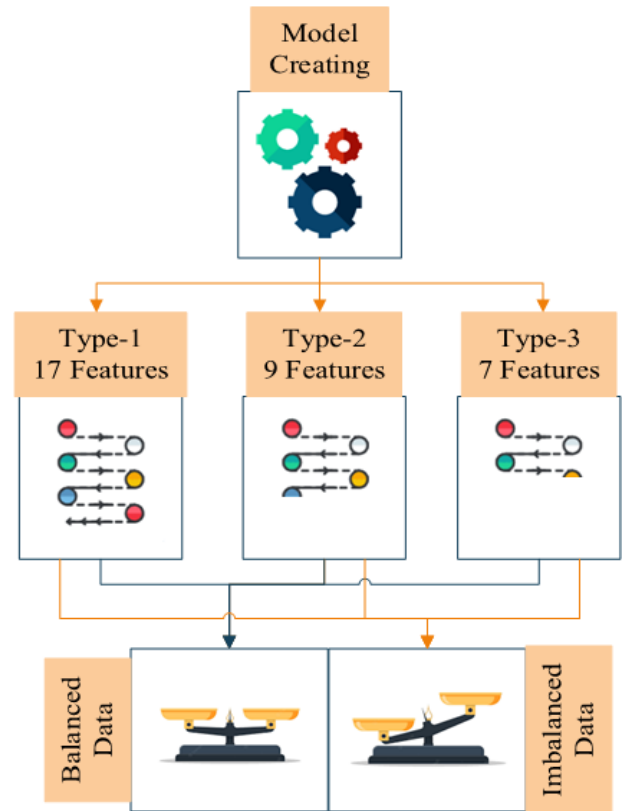 Model
Creating
Type-1
17 Features
Type-2
9 Features
Type-3
7 Features
Balanced
Data
Imbalanced
Data